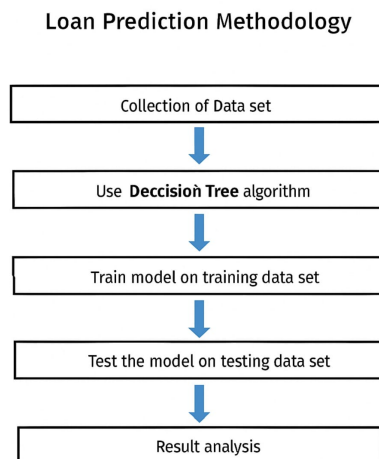 Loan Prediction Methodology
Collection of Data set
Use Deccisiȯn Tree algorithm
Train model on training data set
Test the model on testing data set
Result analysis